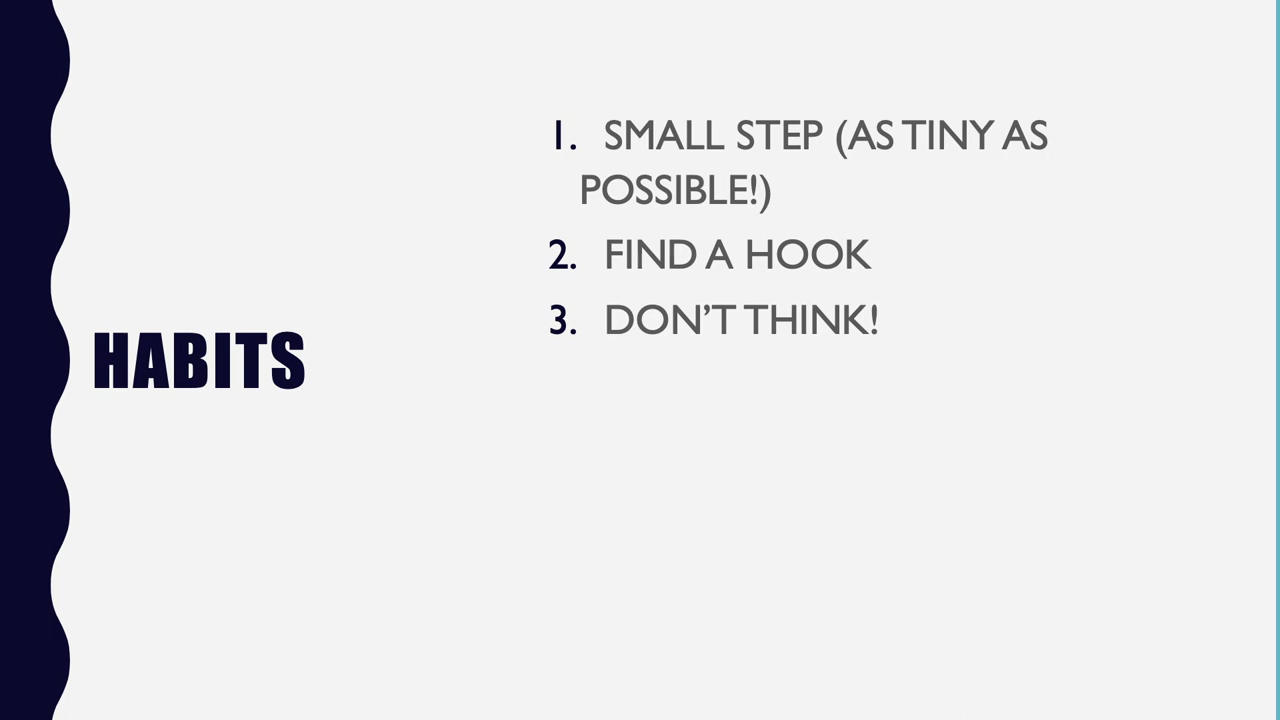 HABITS
1. SMALL STEP (AS TINY AS
POSSIBLE!)
2. FIND A HOOK
3. DON’T THINK!